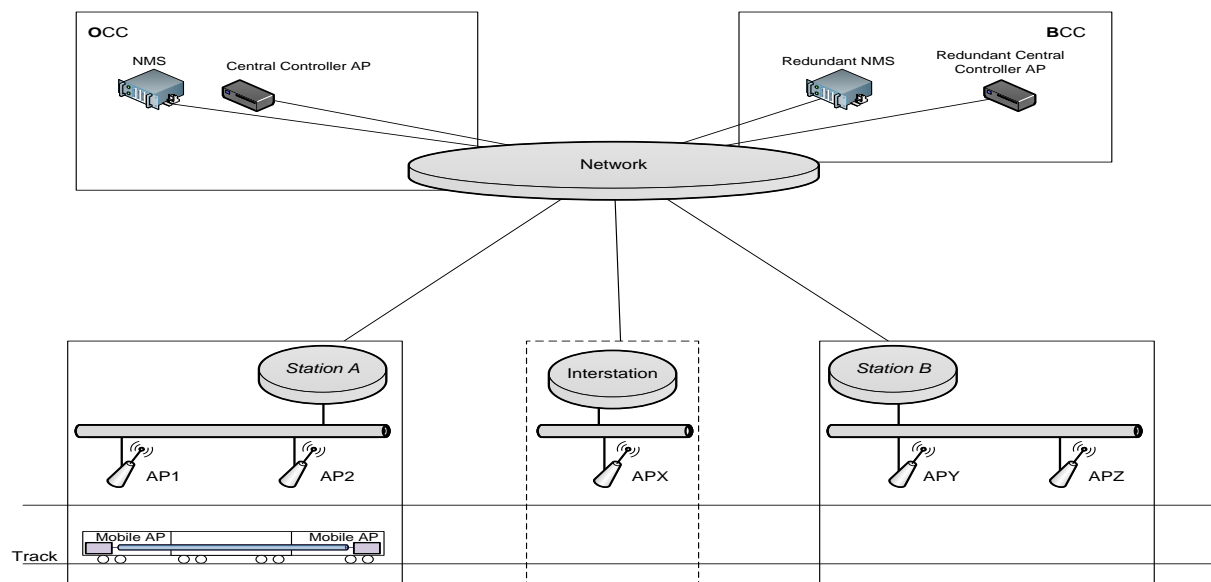 OCC
NMS
Central Controller AP
BCC
Redundant NMS
Redundant Central
Controller AP
Network
Station A
Interstation
Station B
AP1
AP2
APX
APY
APZ
Mobile AP
Mobile AP
Track